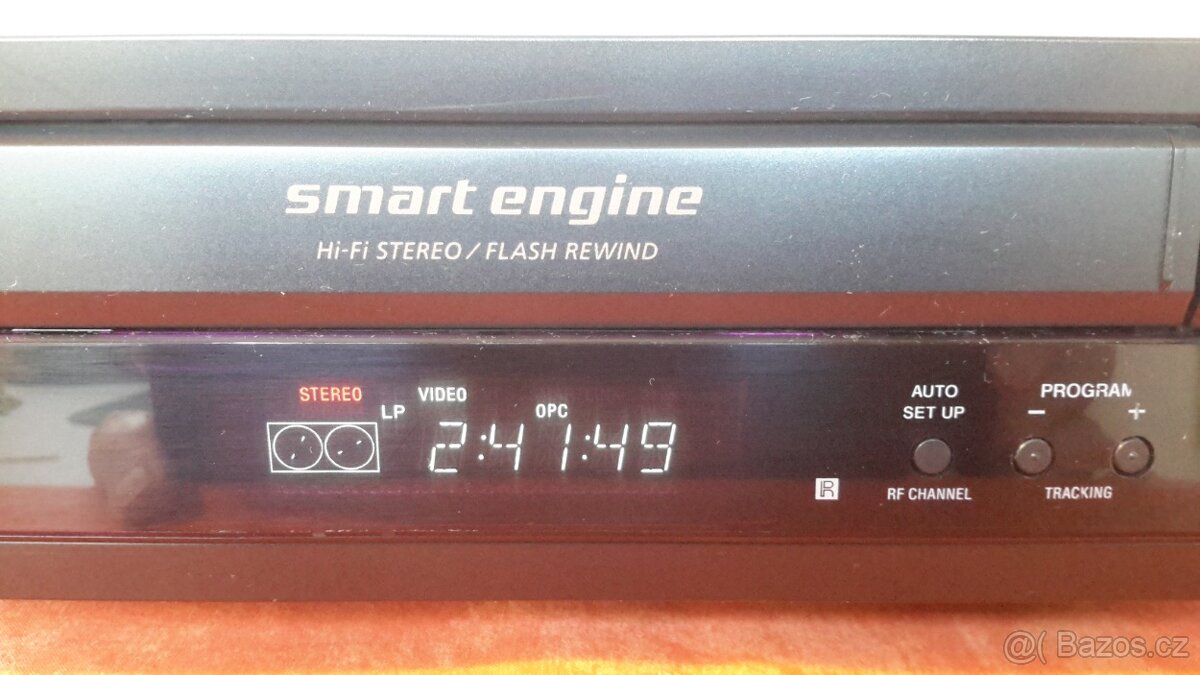 smart engine
Hi-Fi STEREO / FLASH REWIND
STEREO
LP
VIDEO
OPC
2:41:49
AUTO
SET UP
RF CHANNEL
PROGRAM
− +
TRACKING
R
@( Bazos.cz